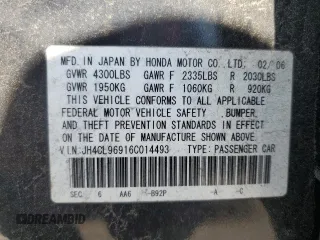 MFD. IN JAPAN BY HONDA MOTOR CO., LTD. 02/06
GVWR 4300LBS GAWR F 2335LBS R 2030LBS
GVWR 1950KG GAWR F 1060KG R 920KG
THIS VEHICLE CONFORMS TO ALL APPLICABLE
FEDERAL MOTOR VEHICLE SAFETY, BUMPER,
AND THEFT PREVENTION STANDARDS IN EFFECT
ON THE DATE OF MANUFACTURE SHOWN ABOVE.
V.I.N: JH4CL96916C014493 TYPE: PASSENGER CAR
SEC 6 AA6 -B92P -A -C
DREAMBID